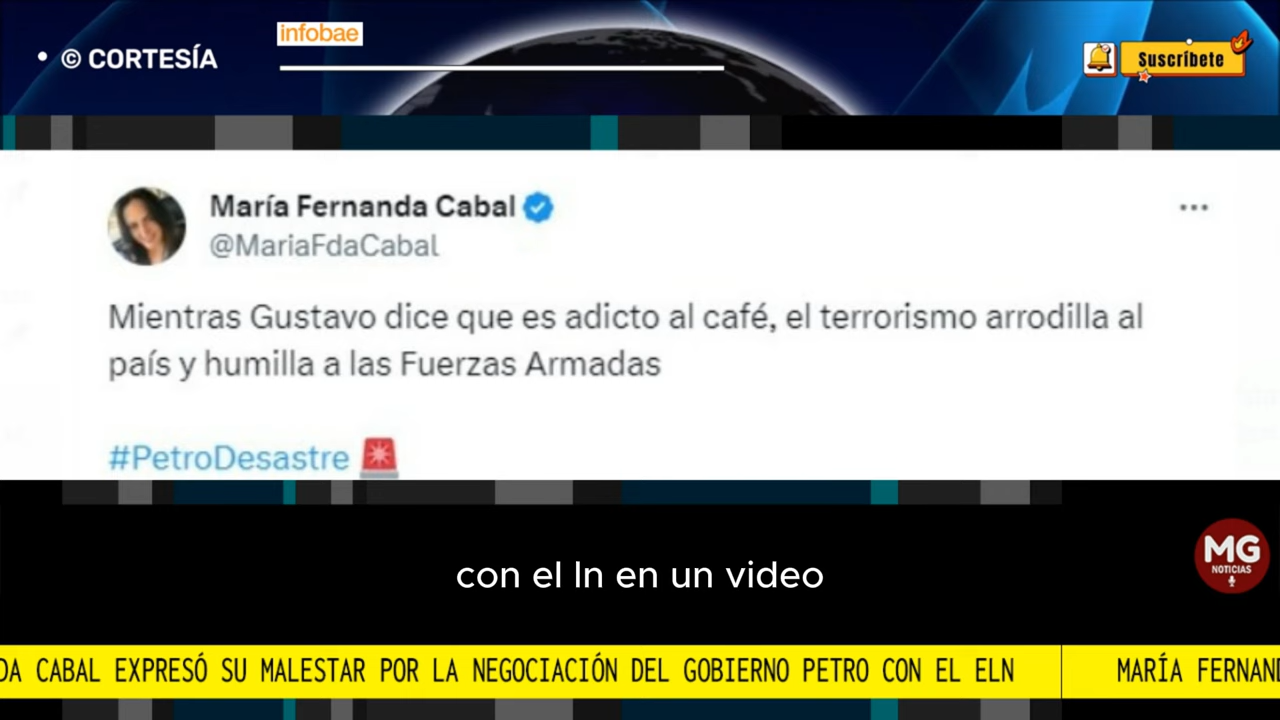 infobae
• © CORTESÍA
Suscríbete
María Fernanda Cabal
@MariaFdaCabal
Mientras Gustavo dice que es adicto al café, el terrorismo arrodilla al
país y humilla a las Fuerzas Armadas
#PetroDesastre
MG
NOTICIAS
con el ln en un video
DA CABAL EXPRESÓ SU MALESTAR POR LA NEGOCIACIÓN DEL GOBIERNO PETRO CON EL ELN MARÍA FERNAND